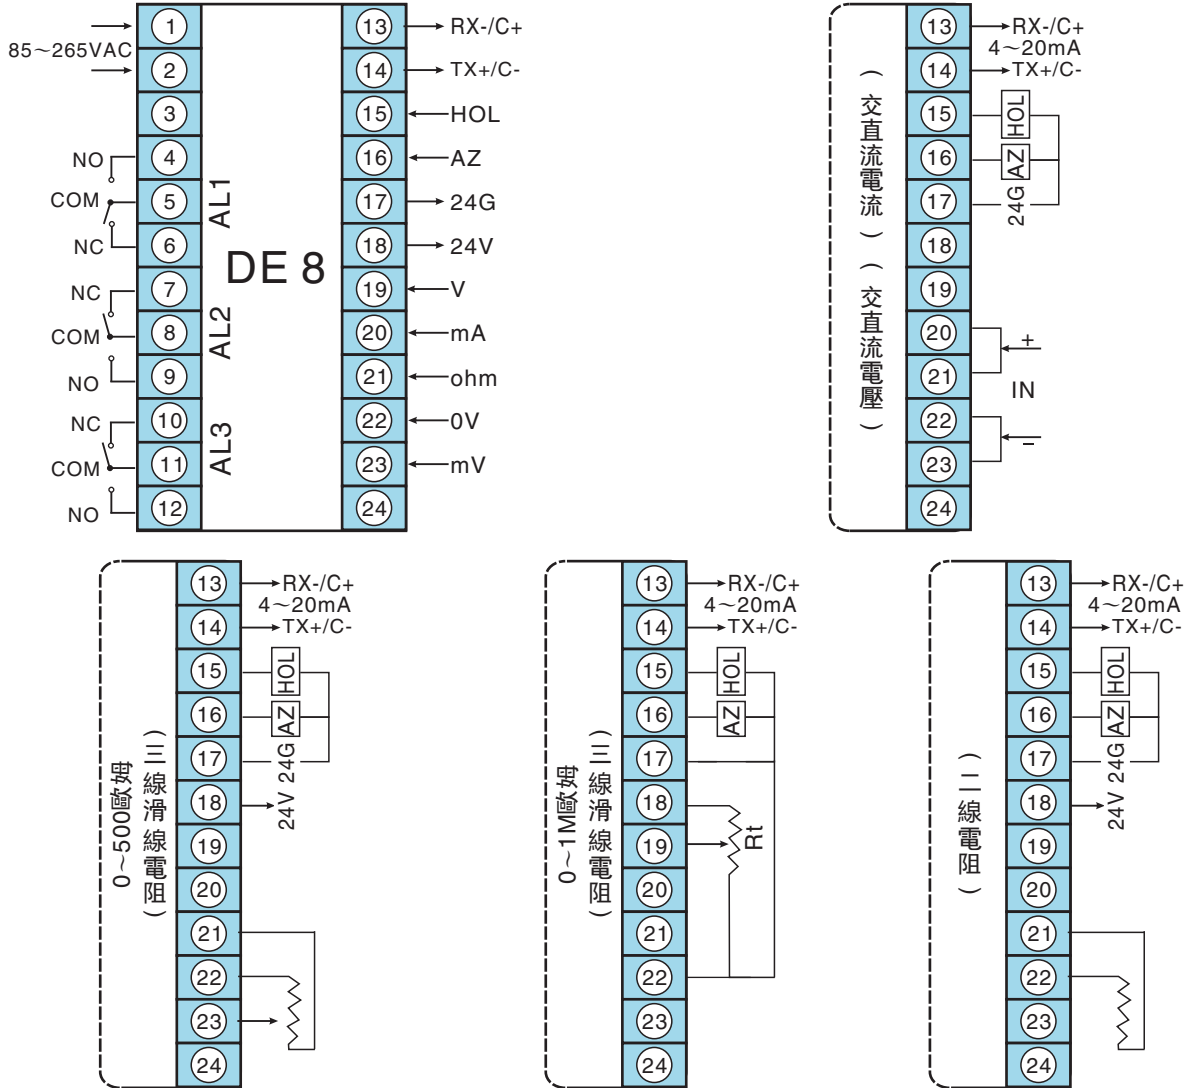 85~265VAC
1
2
3
4
5
6
7
8
9
10
11
12
NO
COM
NC
NC
COM
NO
NC
COM
NO
AL1
AL2
AL3
DE 8
13 RX-/C+
14 TX+/C-
15 HOL
16 AZ
17 24G
18 24V
19 V
20 mA
21 ohm
22 0V
23 mV
24
(交直流電流)(交直流電壓)
13 RX-/C+
4~20mA
14 TX+/C-
15 HOL
16 AZ
17 24G
18
19
20
+
21
IN
22
-
23
24
0~500歐姆
(三線滑線電阻)
13 RX-/C+
4~20mA
14 TX+/C-
15 HOL
16 AZ
17 24G
18 24V
19
20
21
22
23
24
0~1M歐姆
(三線滑線電阻)
13 RX-/C+
4~20mA
14 TX+/C-
15 HOL
16 AZ
17
18
19 Rt
20
21
22
23
24
(二線電阻)
13 RX-/C+
4~20mA
14 TX+/C-
15 HOL
16 AZ
17 24G
18 24V
19
20
21
22
23
24